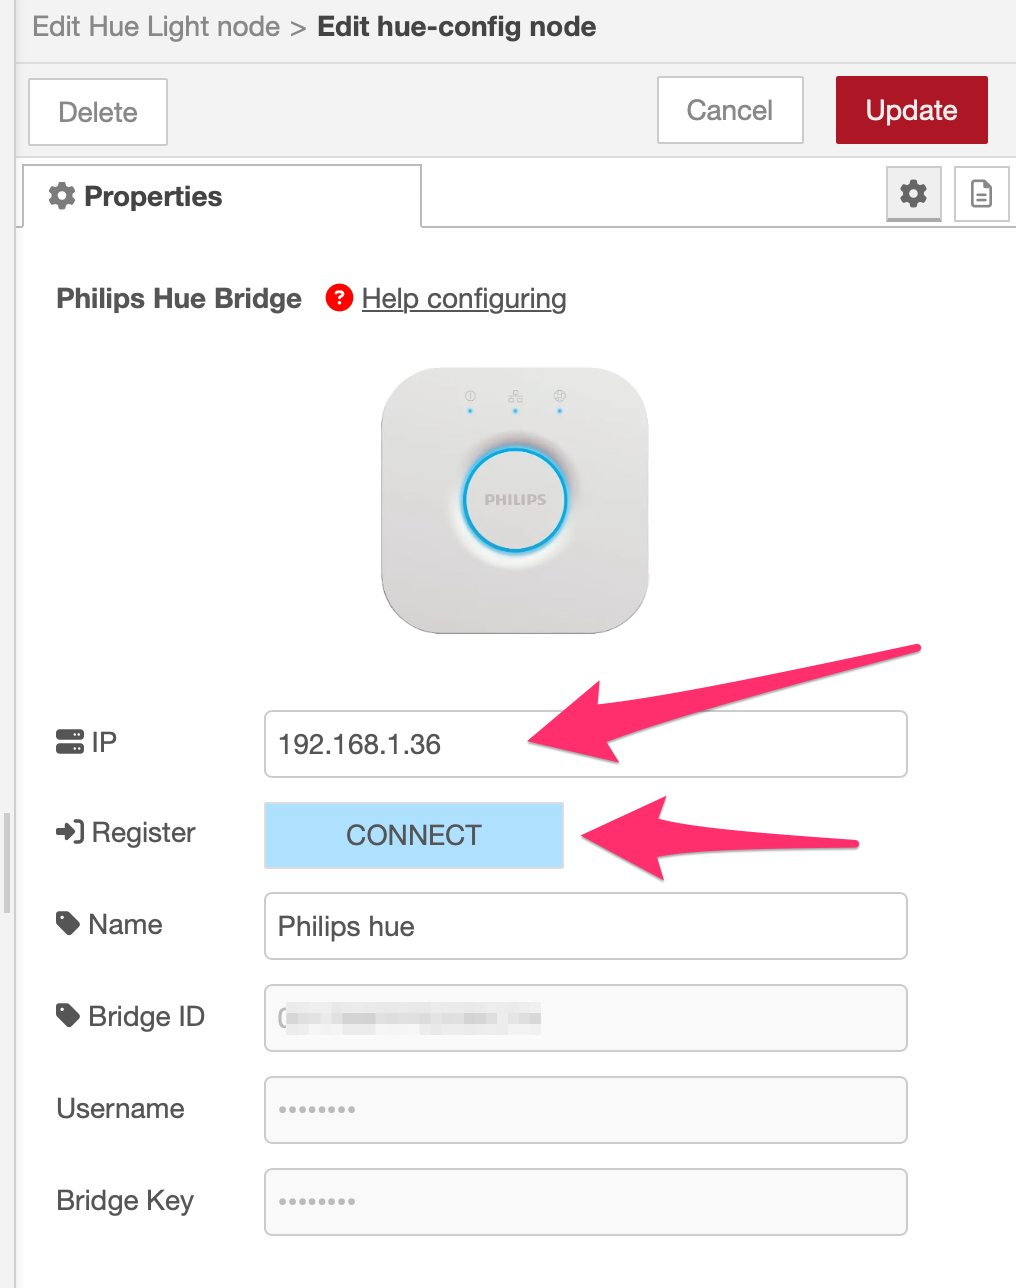 Edit Hue Light node > Edit hue-config node
Delete
Cancel
Update
Properties
Philips Hue Bridge ? Help configuring
PHILIPS
IP 192.168.1.36
Register CONNECT
Name Philips hue
Bridge ID
Username ••••••••
Bridge Key ••••••••